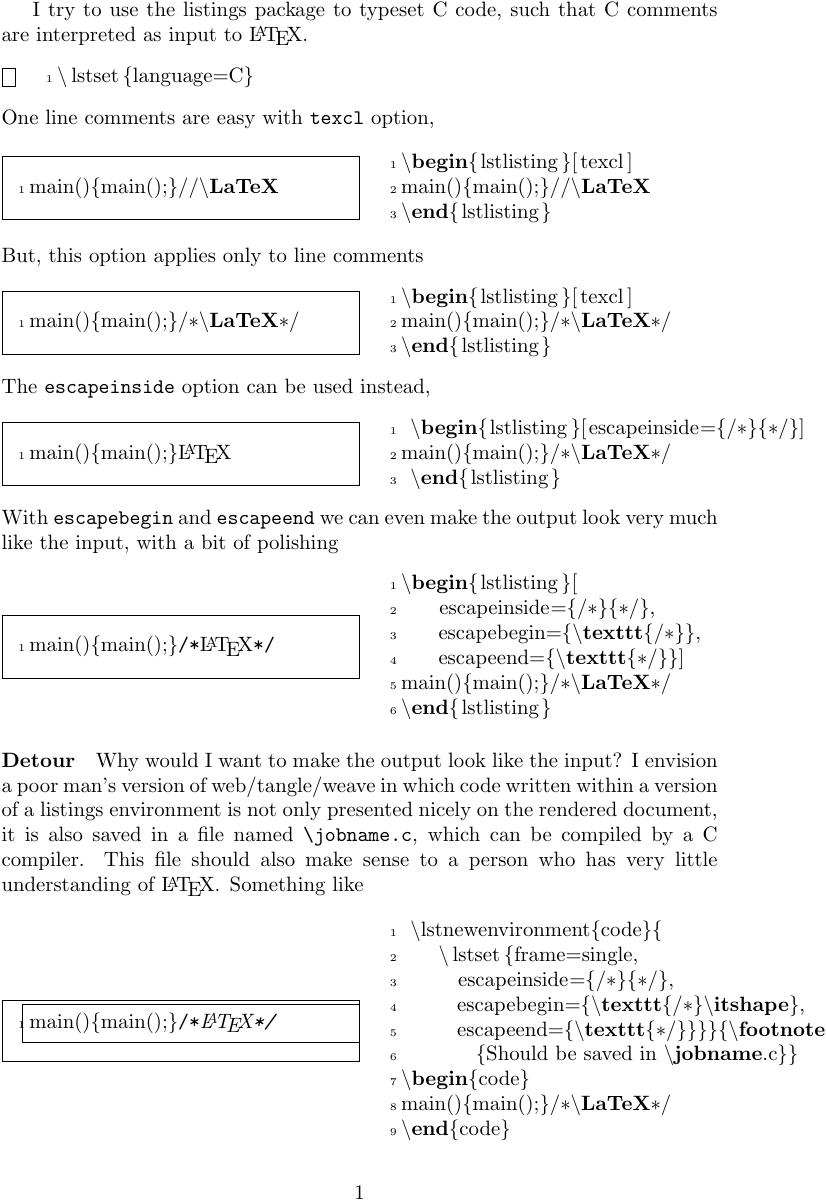 I try to use the listings package to typeset C code, such that C comments
are interpreted as input to LATEX.
1 \lstset{language=C}
One line comments are easy with texcl option,
1 main(){main();}//\LaTeX
1 \begin{lstlisting}[texcl]
2 main(){main();}//\LaTeX
3 \end{lstlisting}
But, this option applies only to line comments
1 main(){main();}/*\LaTeX*/
1 \begin{lstlisting}[texcl]
2 main(){main();}/*\LaTeX*/
3 \end{lstlisting}
The escapeinside option can be used instead,
1 main(){main();}LATEX
1 \begin{lstlisting}[escapeinside={/*}{*/}]
2 main(){main();}/*\LaTeX*/
3 \end{lstlisting}
With escapebegin and escapeend we can even make the output look very much
like the input, with a bit of polishing
1 main(){main();}/*LATEX*/
1 \begin{lstlisting}[
2 escapeinside={/*}{*/},
3 escapebegin={\texttt{/*}},
4 escapeend={\texttt{*/}}]
5 main(){main();}/*\LaTeX*/
6 \end{lstlisting}
Detour Why would I want to make the output look like the input? I envision
a poor man's version of web/tangle/weave in which code written within a version
of a listings environment is not only presented nicely on the rendered document,
it is also saved in a file named \jobname.c, which can be compiled by a C
compiler. This file should also make sense to a person who has very little
understanding of LATEX. Something like
1 main(){main();}/*LATEX*/
1 \lstnewenvironment{code}{
2 \lstset{frame=single,
3 escapeinside={/*}{*/},
4 escapebegin={\texttt{/*}\itshape},
5 escapeend={\texttt{*/}}}}{\footnote
6 {Should be saved in \jobname.c}}
7 \begin{code}
8 main(){main();}/*\LaTeX*/
9 \end{code}
1